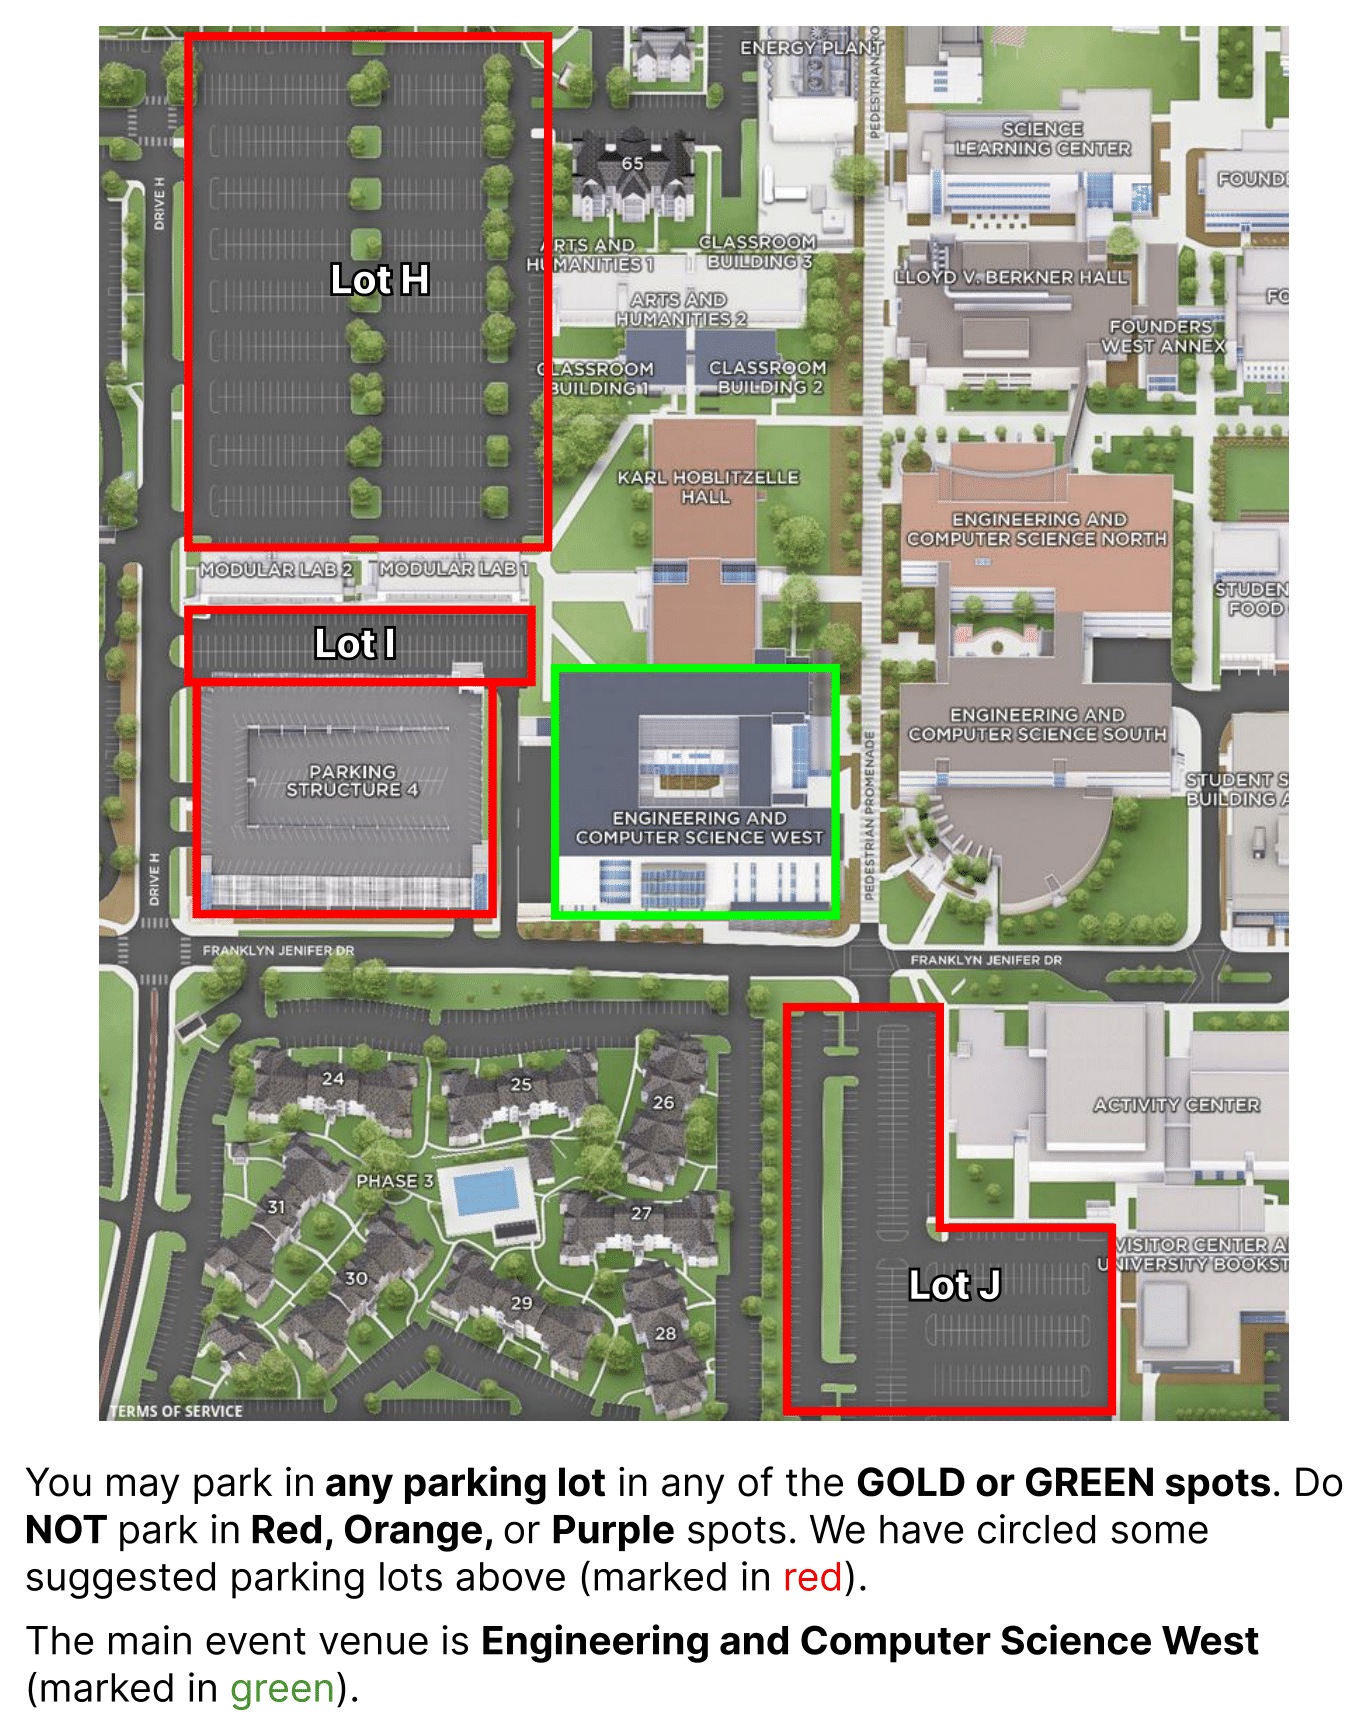 ENERGY PLANT
PEDESTRIAN PRO
SCIENCE
LEARNING CENTER
65
DRIVE H
ARTS AND
HUMANITIES 1
CLASSROOM
BUILDING 3
Lot H
LLOYD V. BERKNER HALL
ARTS AND
HUMANITIES 2
FOUNDERS
WEST ANNEX
CLASSROOM
BUILDING 1
CLASSROOM
BUILDING 2
KARL HOBLITZELLE
HALL
ENGINEERING AND
COMPUTER SCIENCE NORTH
MODULAR LAB 2
MODULAR LAB 1
STUDEN
FOOD
Lot I
ENGINEERING AND
COMPUTER SCIENCE SOUTH
PARKING
STRUCTURE 4
PEDESTRIAN PROMENADE
STUDENT S
BUILDING A
ENGINEERING AND
COMPUTER SCIENCE WEST
DRIVE H
FRANKLYN JENIFER DR
FRANKLYN JENIFER DR
24
25
26
ACTIVITY CENTER
PHASE 3
31
27
VISITOR CENTER A
UNIVERSITY BOOKST
30
Lot J
29
28
TERMS OF SERVICE
You may park in any parking lot in any of the GOLD or GREEN spots. Do
NOT park in Red, Orange, or Purple spots. We have circled some
suggested parking lots above (marked in red).
The main event venue is Engineering and Computer Science West
(marked in green).